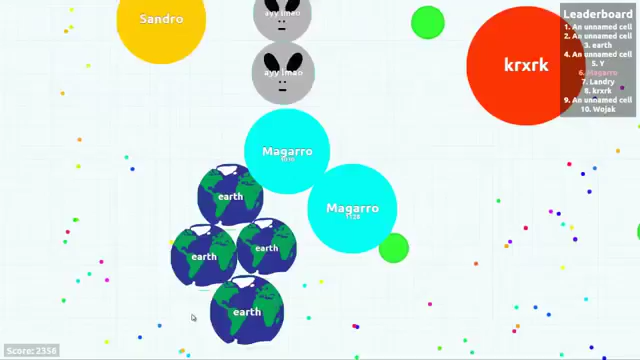 Sandro
ayy lmao
ayy lmao
krxrk
Leaderboard
1. An unnamed cell
2. An unnamed cell
3. earth
4. An unnamed cell
5. Y
6. Magarro
7. Landry
8. krxrk
9. An unnamed cell
10. Wojak
Magarro
Magarro
earth
earth
earth
earth
Score: 2356